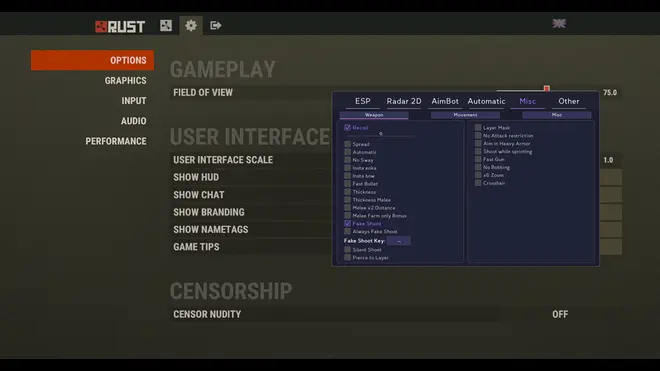 RUST
OPTIONS
GRAPHICS
INPUT
AUDIO
PERFORMANCE
GAMEPLAY
FIELD OF VIEW
75.0
USER INTERFACE
USER INTERFACE SCALE
1.0
SHOW HUD
SHOW CHAT
SHOW BRANDING
SHOW NAMETAGS
GAME TIPS
CENSORSHIP
CENSOR NUDITY
OFF
ESP Radar 2D AimBot Automatic Misc Other
Weapon Movement Misc
Recoil
Spread
Automatic
No Sway
Insta eoka
Insta bow
Fast Bullet
Thickness
Thickness Melee
Melee x2 Distance
Melee Farm only Bonus
Fake Shoot
Always Fake Shoot
Fake Shoot Key: ...
Silent Shoot
Pierce to Layer
Layer Mask
No Attack restriction
Aim in Heavy Armor
Shoot while sprinting
Fast Gun
No Bobbing
x6 Zoom
Crosshair